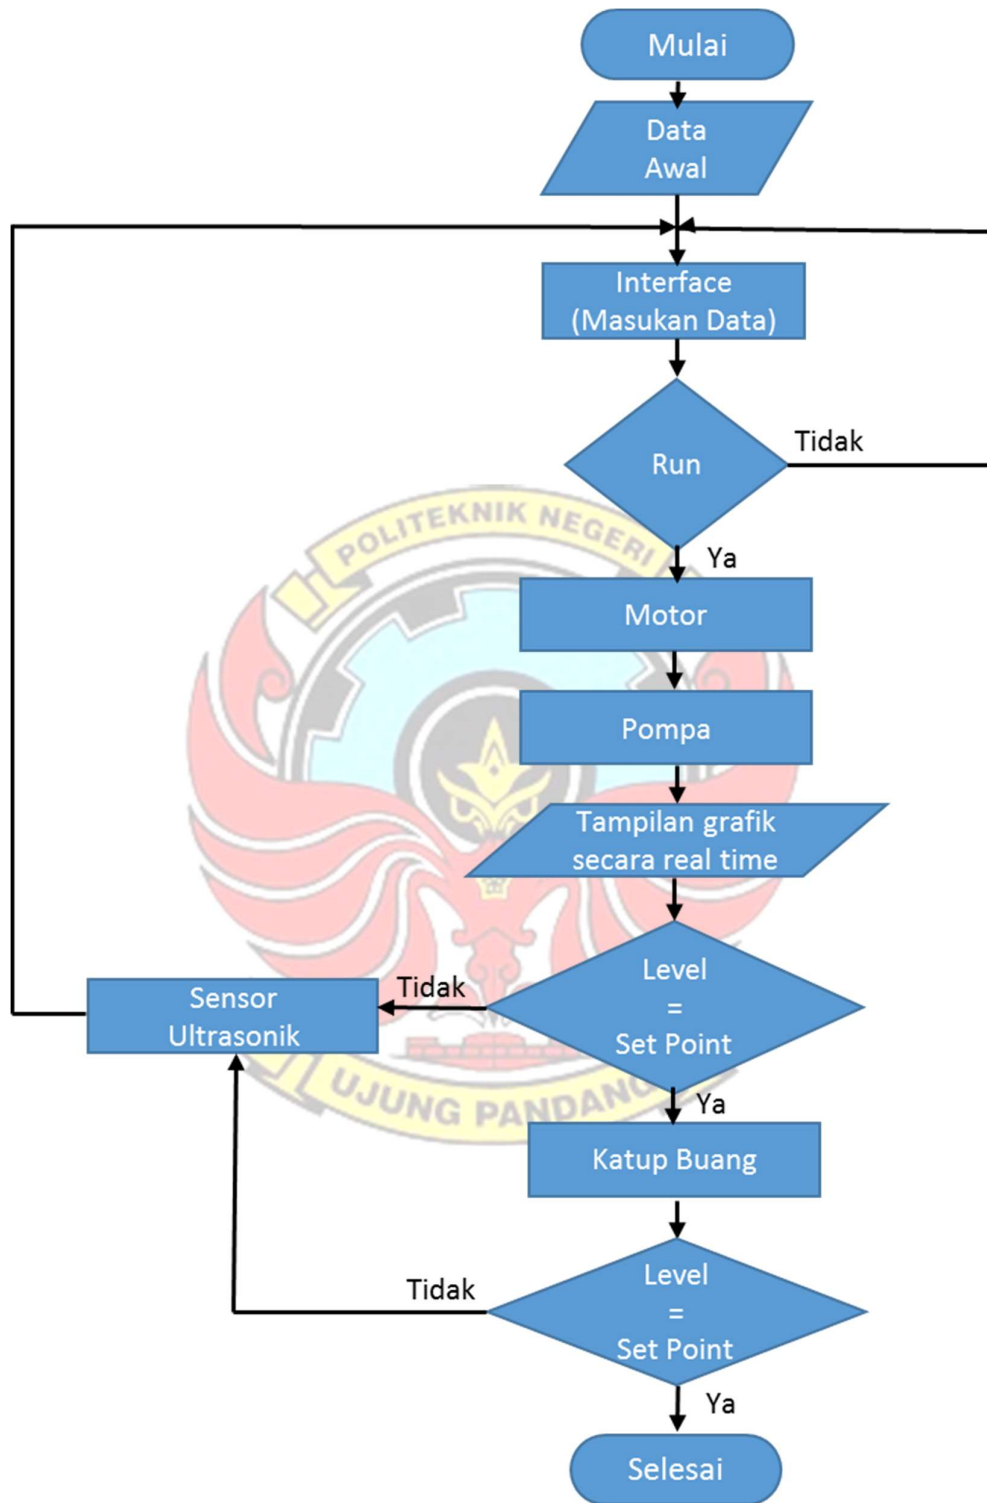 Mulai
Data
Awal
Interface
(Masukan Data)
Run
Tidak
Ya
POLITEKNIK NEGERI
Motor
Pompa
Tampilan grafik
secara real time
Level
=
Set Point
Tidak
Sensor
Ultrasonik
Ya
UJUNG PANDANG
Katup Buang
Level
=
Set Point
Tidak
Ya
Selesai